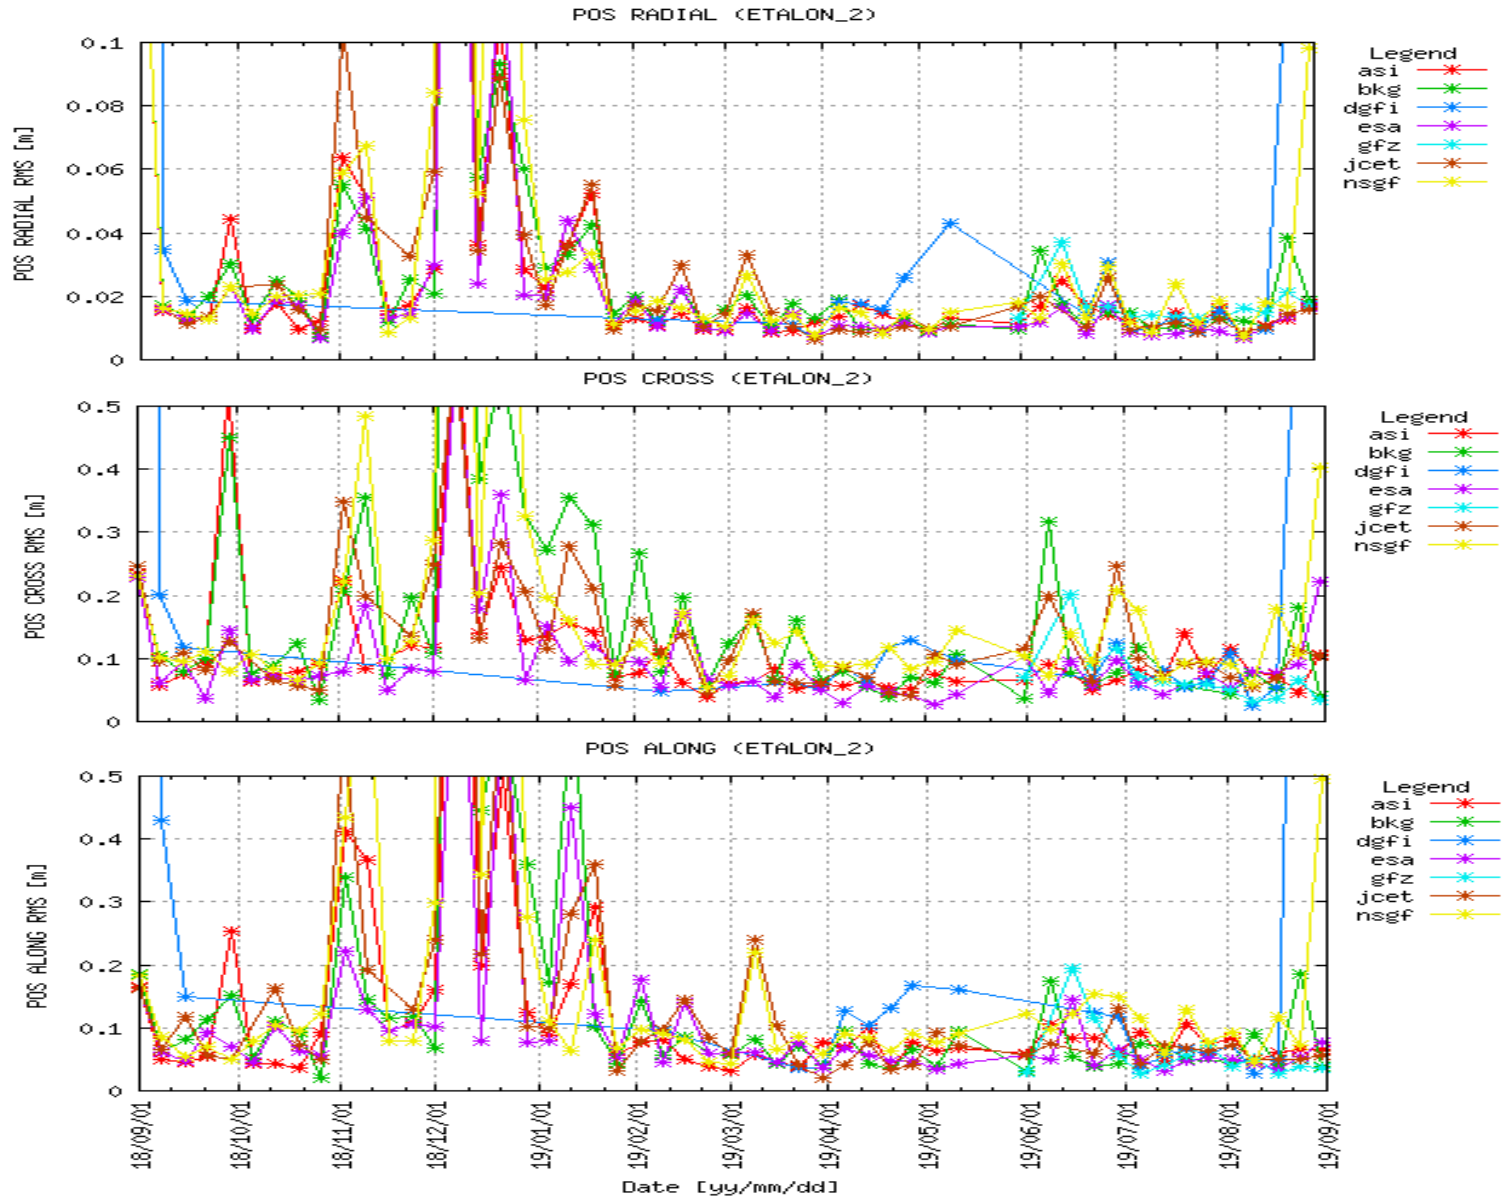 POS RADIAL (ETALON_2)
POS RADIAL RMS [m]
0.1
0.08
0.06
0.04
0.02
0
Legend
asi
bkg
dgfi
esa
gfz
jcet
nsgf
POS CROSS (ETALON_2)
POS CROSS RMS [m]
0.5
0.4
0.3
0.2
0.1
0
Legend
asi
bkg
dgfi
esa
gfz
jcet
nsgf
POS ALONG (ETALON_2)
POS ALONG RMS [m]
0.5
0.4
0.3
0.2
0.1
0
Legend
asi
bkg
dgfi
esa
gfz
jcet
nsgf
18/09/01
18/10/01
18/11/01
18/12/01
19/01/01
19/02/01
19/03/01
19/04/01
19/05/01
19/06/01
19/07/01
19/08/01
19/09/01
Date [yy/mm/dd]